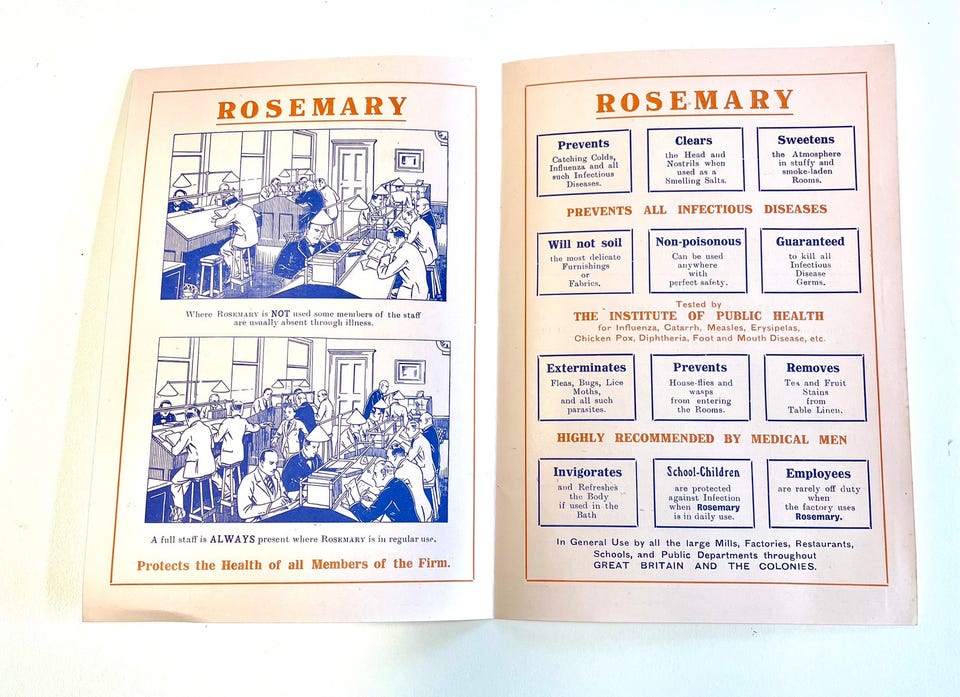 ROSEMARY
Where ROSEMARY is NOT used some members of the staff
are usually absent through illness.
A full staff is ALWAYS present where ROSEMARY is in regular use.
Protects the Health of all Members of the Firm.
ROSEMARY
Prevents
Catching Colds,
Influenza and all
such Infectious
Diseases.
Clears
the Head and
Nostrils when
used as a
Smelling Salts.
Sweetens
the Atmosphere
in stuffy and
smoke-laden
Rooms.
PREVENTS ALL INFECTIOUS DISEASES
Will not soil
the most delicate
Furnishings
or
Fabrics.
Non-poisonous
Can be used
anywhere
with
perfect safety.
Guaranteed
to kill all
Infectious
Disease
Germs.
Tested by
THE INSTITUTE OF PUBLIC HEALTH
for Influenza, Catarrh, Measles, Erysipelas,
Chicken Pox, Diphtheria, Foot and Mouth Disease, etc.
Exterminates
Fleas, Bugs, Lice
Moths,
and all such
parasites.
Prevents
House-flies and
wasps
from entering
the Rooms.
Removes
Tea and Fruit
Stains
from
Table Linen.
HIGHLY RECOMMENDED BY MEDICAL MEN
Invigorates
and Refreshes
the Body
if used in the
Bath
School-Children
are protected
against Infection
when Rosemary
is in daily use.
Employees
are rarely off duty
when
the factory uses
Rosemary.
In General Use by all the large Mills, Factories, Restaurants,
Schools, and Public Departments throughout
GREAT BRITAIN AND THE COLONIES.